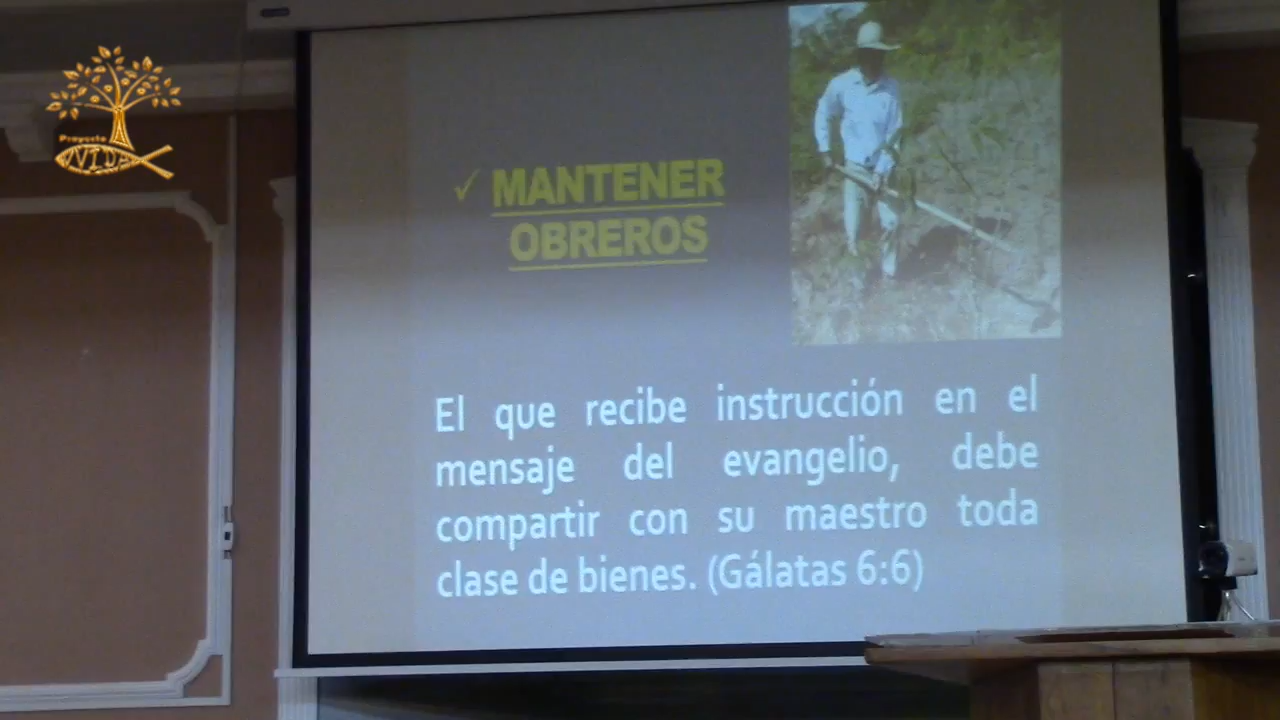 Proyecto
VIDA
✓ MANTENER
OBREROS
El que recibe instrucción en el
mensaje del evangelio, debe
compartir con su maestro toda
clase de bienes. (Gálatas 6:6)